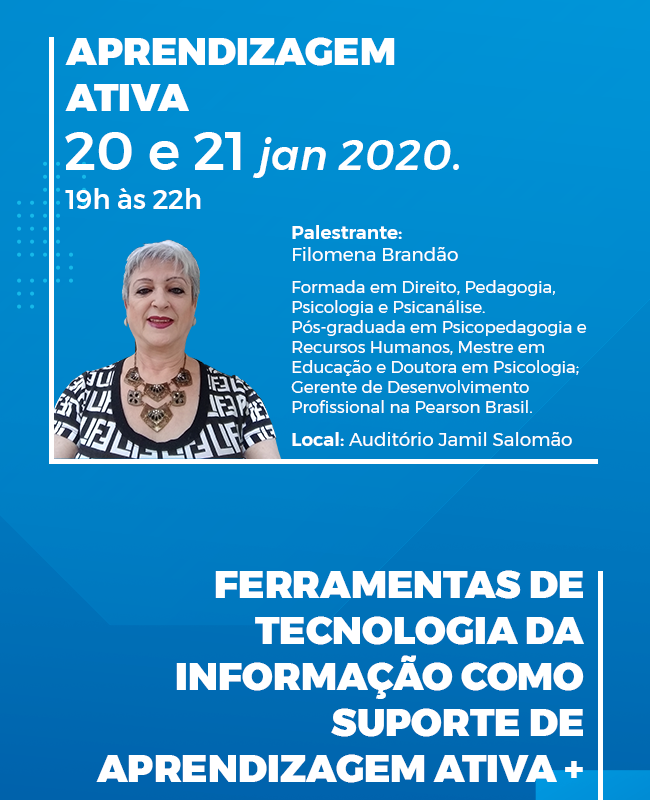 APRENDIZAGEM
ATIVA
20 e 21 jan 2020.
19h às 22h
Palestrante:
Filomena Brandão
Formada em Direito, Pedagogia,
Psicologia e Psicanálise.
Pós-graduada em Psicopedagogia e
Recursos Humanos, Mestre em
Educação e Doutora em Psicologia;
Gerente de Desenvolvimento
Profissional na Pearson Brasil.
Local: Auditório Jamil Salomão
FERRAMENTAS DE
TECNOLOGIA DA
INFORMAÇÃO COMO
SUPORTE DE
APRENDIZAGEM ATIVA +